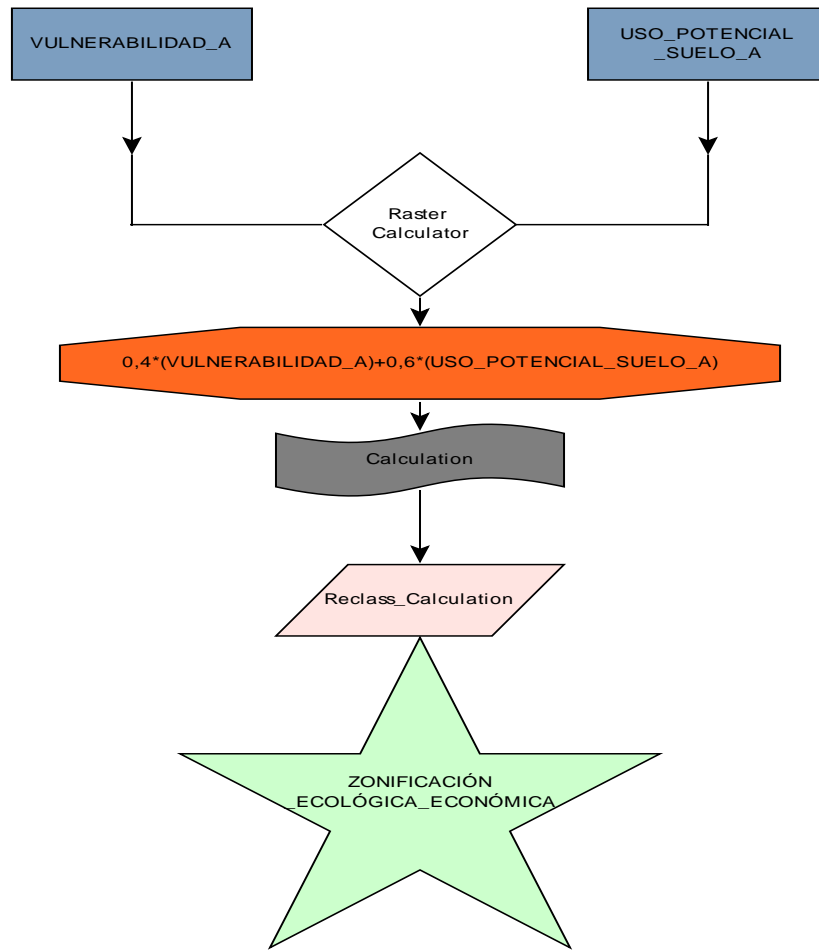 VULNERABILIDAD_A
USO_POTENCIAL
_SUELO_A
Raster
Calculator
0,4*(VULNERABILIDAD_A)+0,6*(USO_POTENCIAL_SUELO_A)
Calculation
Reclass_Calculation
ZONIFICACIÓN
_ECOLÓGICA_ECONÓMICA